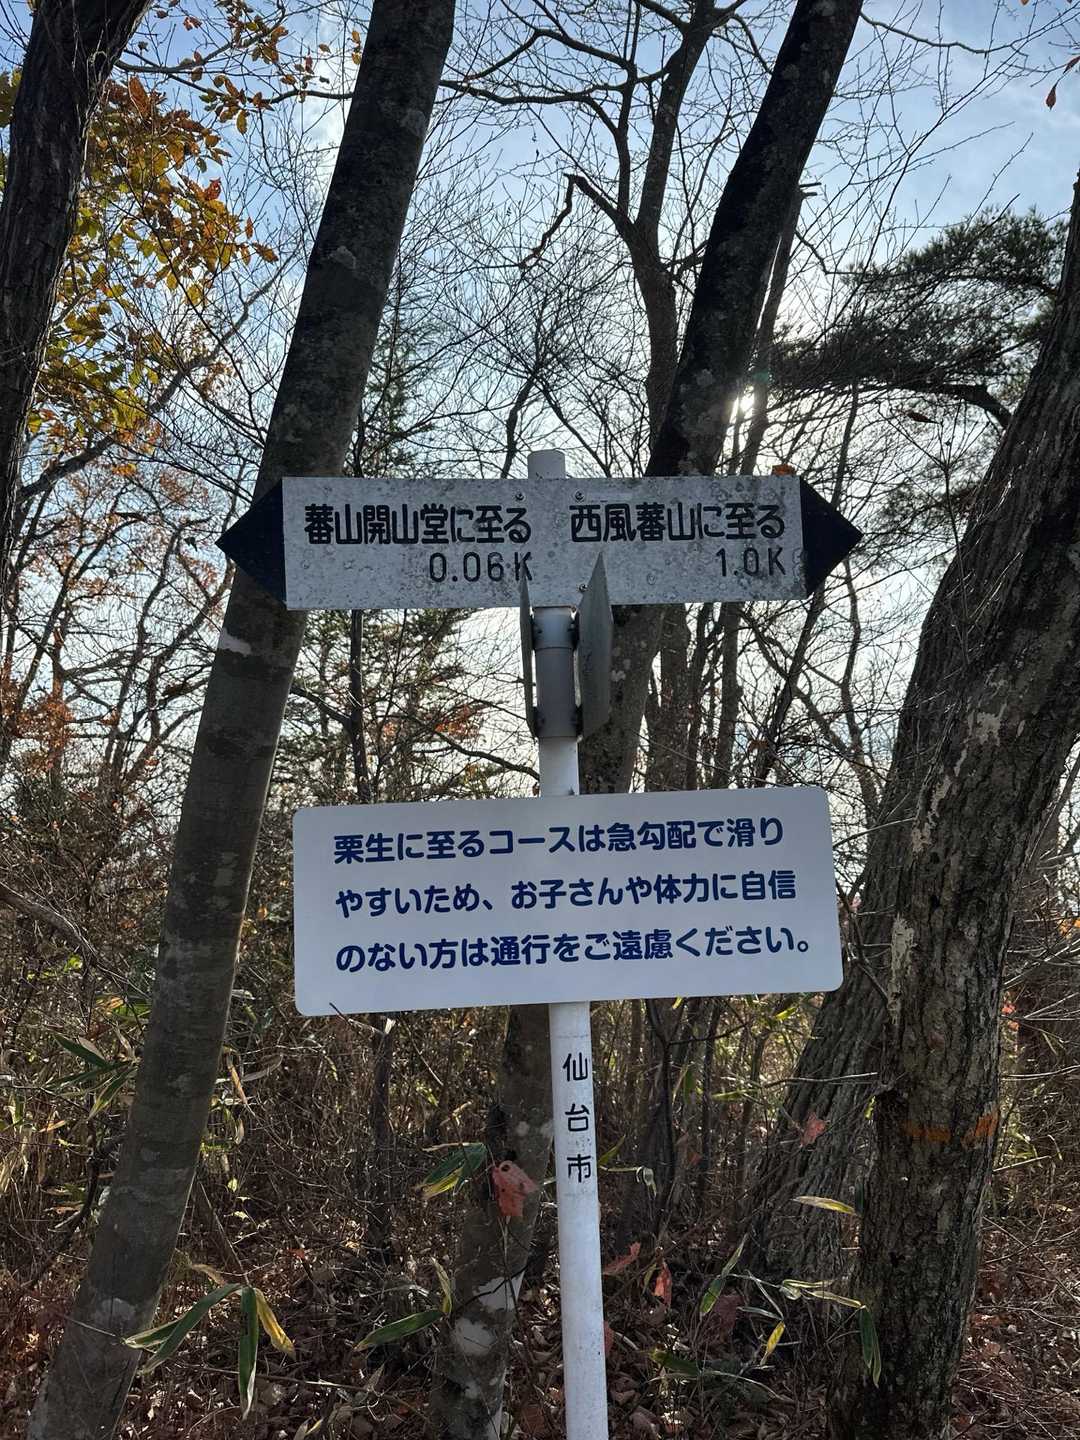 蕃山開山堂に至る
0.06K
西風蕃山に至る
1.0K
栗生に至るコースは急勾配で滑り
やすいため、お子さんや体力に自信
のない方は通行をご遠慮ください。
仙台市